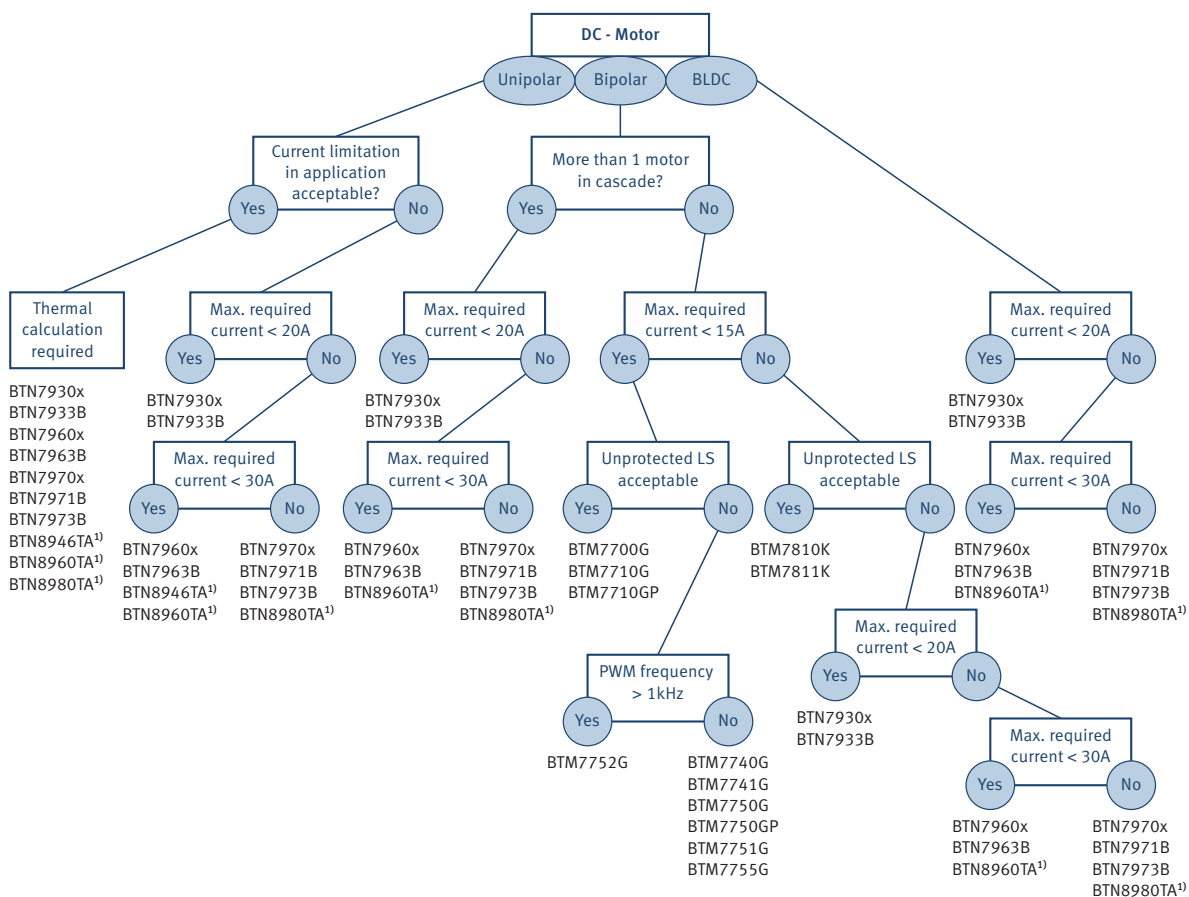 DC - Motor
Unipolar
Bipolar
BLDC
Current limitation
in application
acceptable?
Yes
No
More than 1 motor
in cascade?
Yes
No
Thermal
calculation
required
BTN7930x
BTN7933B
BTN7960x
BTN7963B
BTN7970x
BTN7971B
BTN7973B
BTN8946TA¹⁾
BTN8960TA¹⁾
BTN8980TA¹⁾
Max. required
current < 20A
Yes
No
BTN7930x
BTN7933B
Max. required
current < 30A
Yes
No
BTN7960x
BTN7963B
BTN8946TA¹⁾
BTN8960TA¹⁾
BTN7970x
BTN7971B
BTN7973B
BTN8980TA¹⁾
Max. required
current < 20A
Yes
No
BTN7930x
BTN7933B
Max. required
current < 30A
Yes
No
BTN7960x
BTN7963B
BTN8960TA¹⁾
BTN7970x
BTN7971B
BTN7973B
BTN8980TA¹⁾
Max. required
current < 15A
Yes
No
Unprotected LS
acceptable
Yes
No
BTM7700G
BTM7710G
BTM7710GP
PWM frequency
> 1kHz
Yes
No
BTM7752G
BTM7740G
BTM7741G
BTM7750G
BTM7750GP
BTM7751G
BTM7755G
Unprotected LS
acceptable
Yes
No
BTM7810K
BTM7811K
Max. required
current < 20A
Yes
No
BTN7930x
BTN7933B
Max. required
current < 30A
Yes
No
BTN7960x
BTN7963B
BTN8960TA¹⁾
BTN7970x
BTN7971B
BTN7973B
BTN8980TA¹⁾
Max. required
current < 20A
Yes
No
BTN7930x
BTN7933B
Max. required
current < 30A
Yes
No
BTN7960x
BTN7963B
BTN8960TA¹⁾
BTN7970x
BTN7971B
BTN7973B
BTN8980TA¹⁾